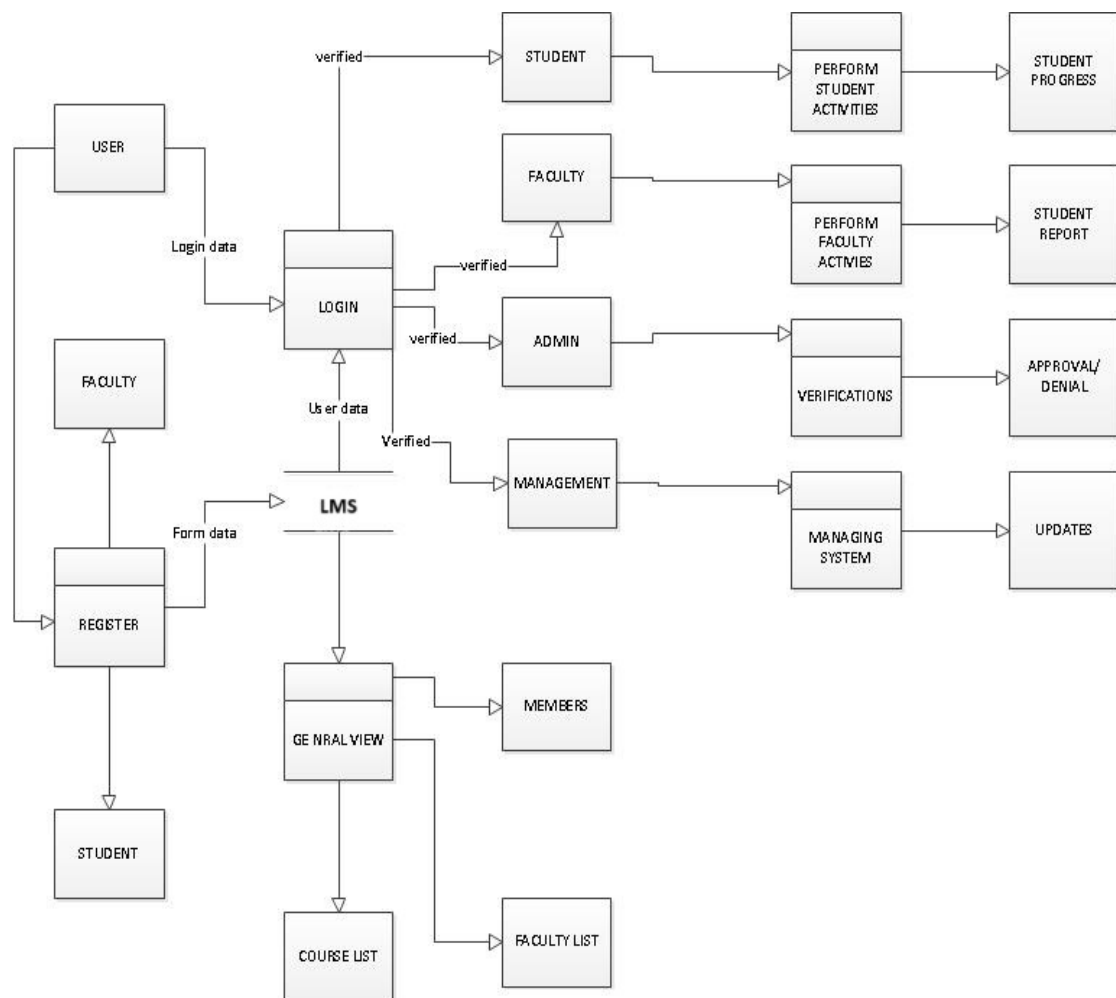 verified
STUDENT
PERFORM
STUDENT
ACTIVITIES
STUDENT
PROGRESS
USER
FACULTY
PERFORM
FACULTY
ACTIVIES
STUDENT
REPORT
Login data
verified
LOGIN
verified
ADMIN
VERIFICATIONS
APPROVAL/
DENIAL
FACULTY
User data
Verified
MANAGEMENT
LMS
Form data
MANAGING
SYSTEM
UPDATES
REGISTER
MEMBERS
GENRAL VIEW
STUDENT
COURSE LIST
FACULTY LIST